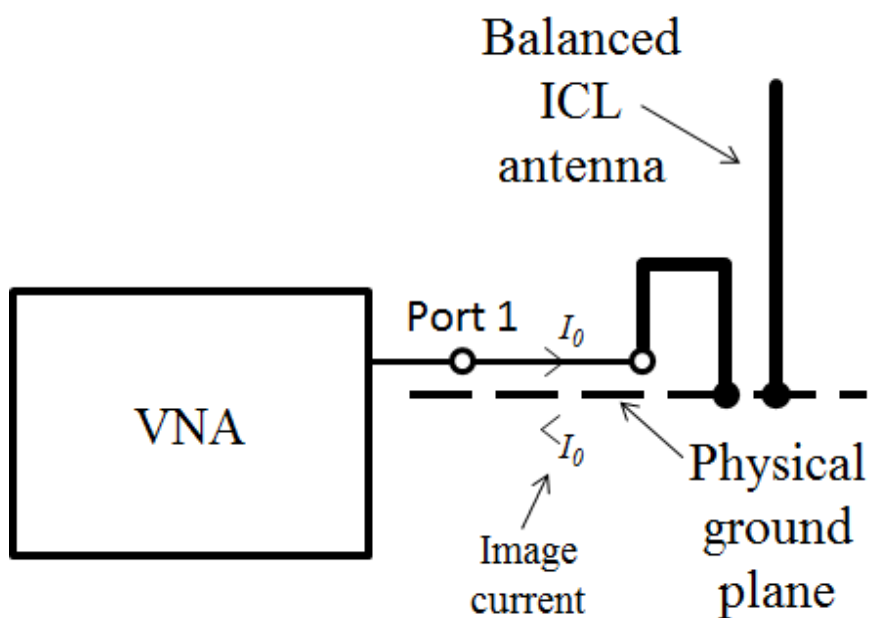 Balanced
ICL
antenna
Port 1
I₀
VNA
I₀
Physical
ground
plane
Image
current